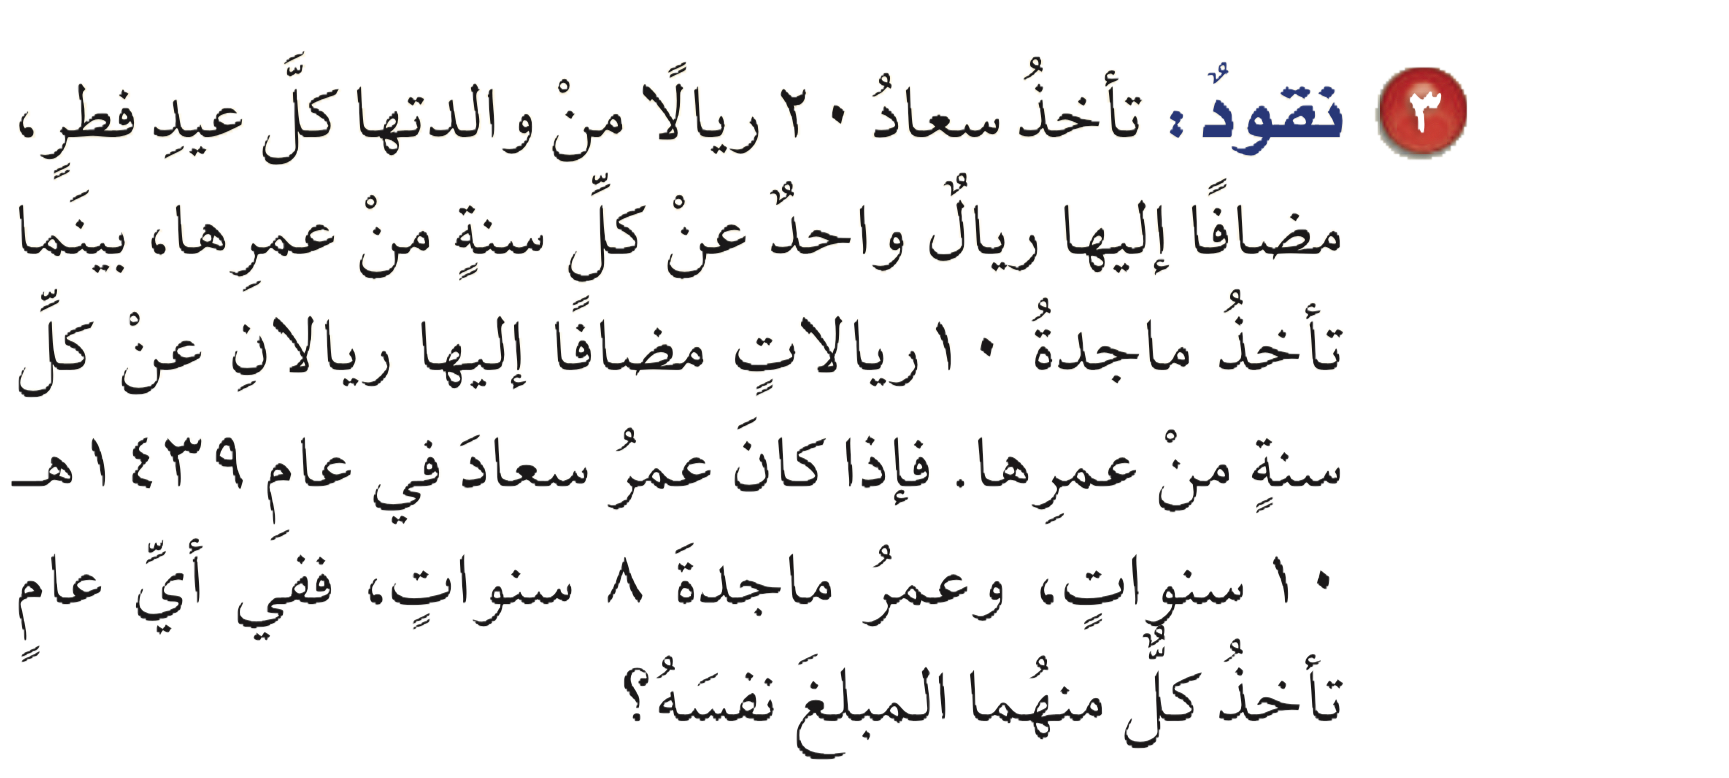 ٣ نقودٌ: تأخذُ سعادُ ٢٠ ريالًا منْ والدتها كلَّ عيدِ فطرٍ،
مضافًا إليها ريالٌ واحدٌ عنْ كلِّ سنةٍ منْ عمرِها، بينَما
تأخذُ ماجدةُ ١٠ ريالاتٍ مضافًا إليها ريالانِ عنْ كلِّ
سنةٍ منْ عمرِها. فإذا كانَ عمرُ سعادَ في عامِ ١٤٣٩هـ
١٠ سنواتٍ، وعمرُ ماجدةَ ٨ سنواتٍ، ففي أيِّ عامٍ
تأخذُ كلٌّ منهُما المبلغَ نفسَهُ؟